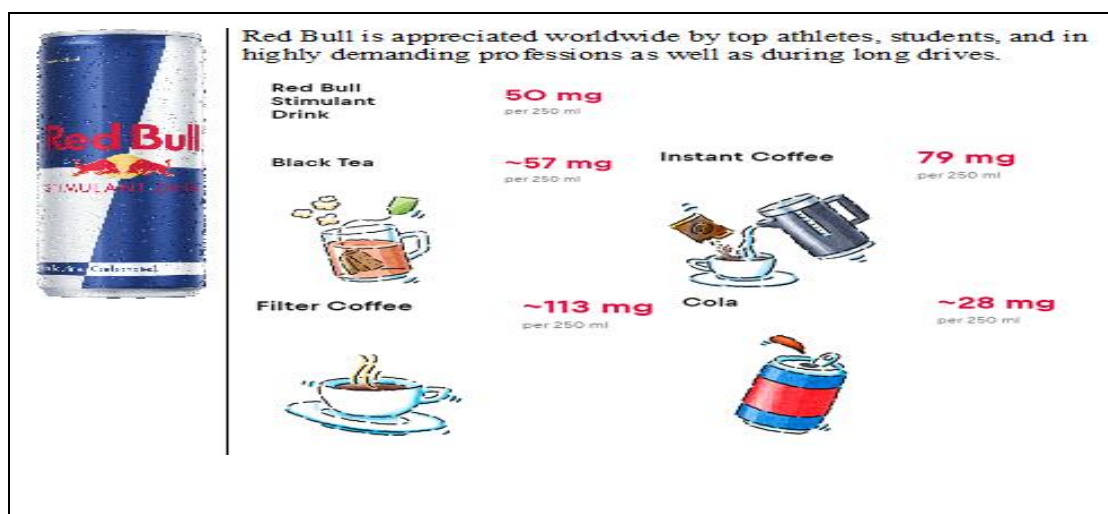 Red Bull is appreciated worldwide by top athletes, students, and in
highly demanding professions as well as during long drives.
Red Bull
Stimulant
Drink
50 mg
per 250 ml
Red Bull
STIMULANT
Black Tea
~57 mg
per 250 ml
Instant Coffee
79 mg
per 250 ml
Carbonated
Filter Coffee
~113 mg
per 250 ml
Cola
~28 mg
per 250 ml